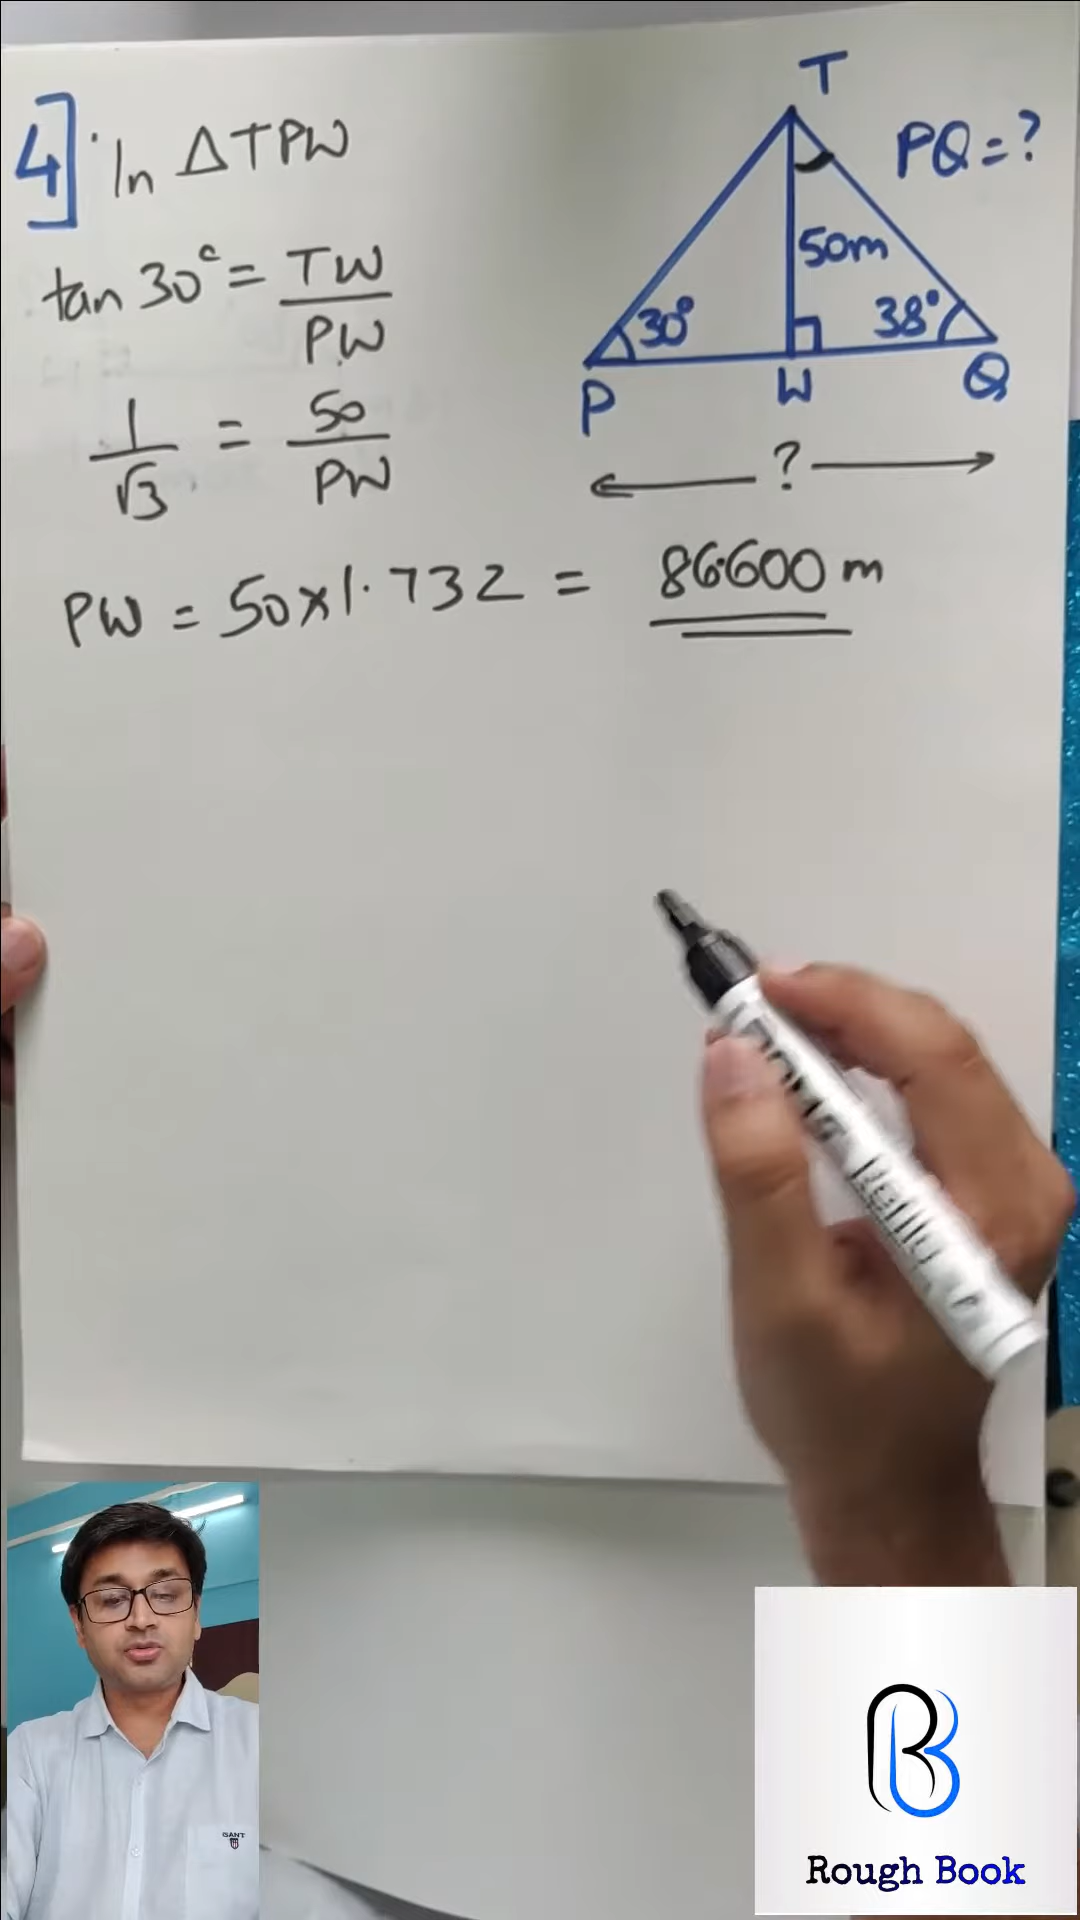 4] In ΔTPW
tan 30° = TW/PW
1/√3 = 50/PW
PW = 50×1.732 = 86.600 m
T
PQ=?
50m
30° 38°
P W Q
?
GANT
B
Rough Book